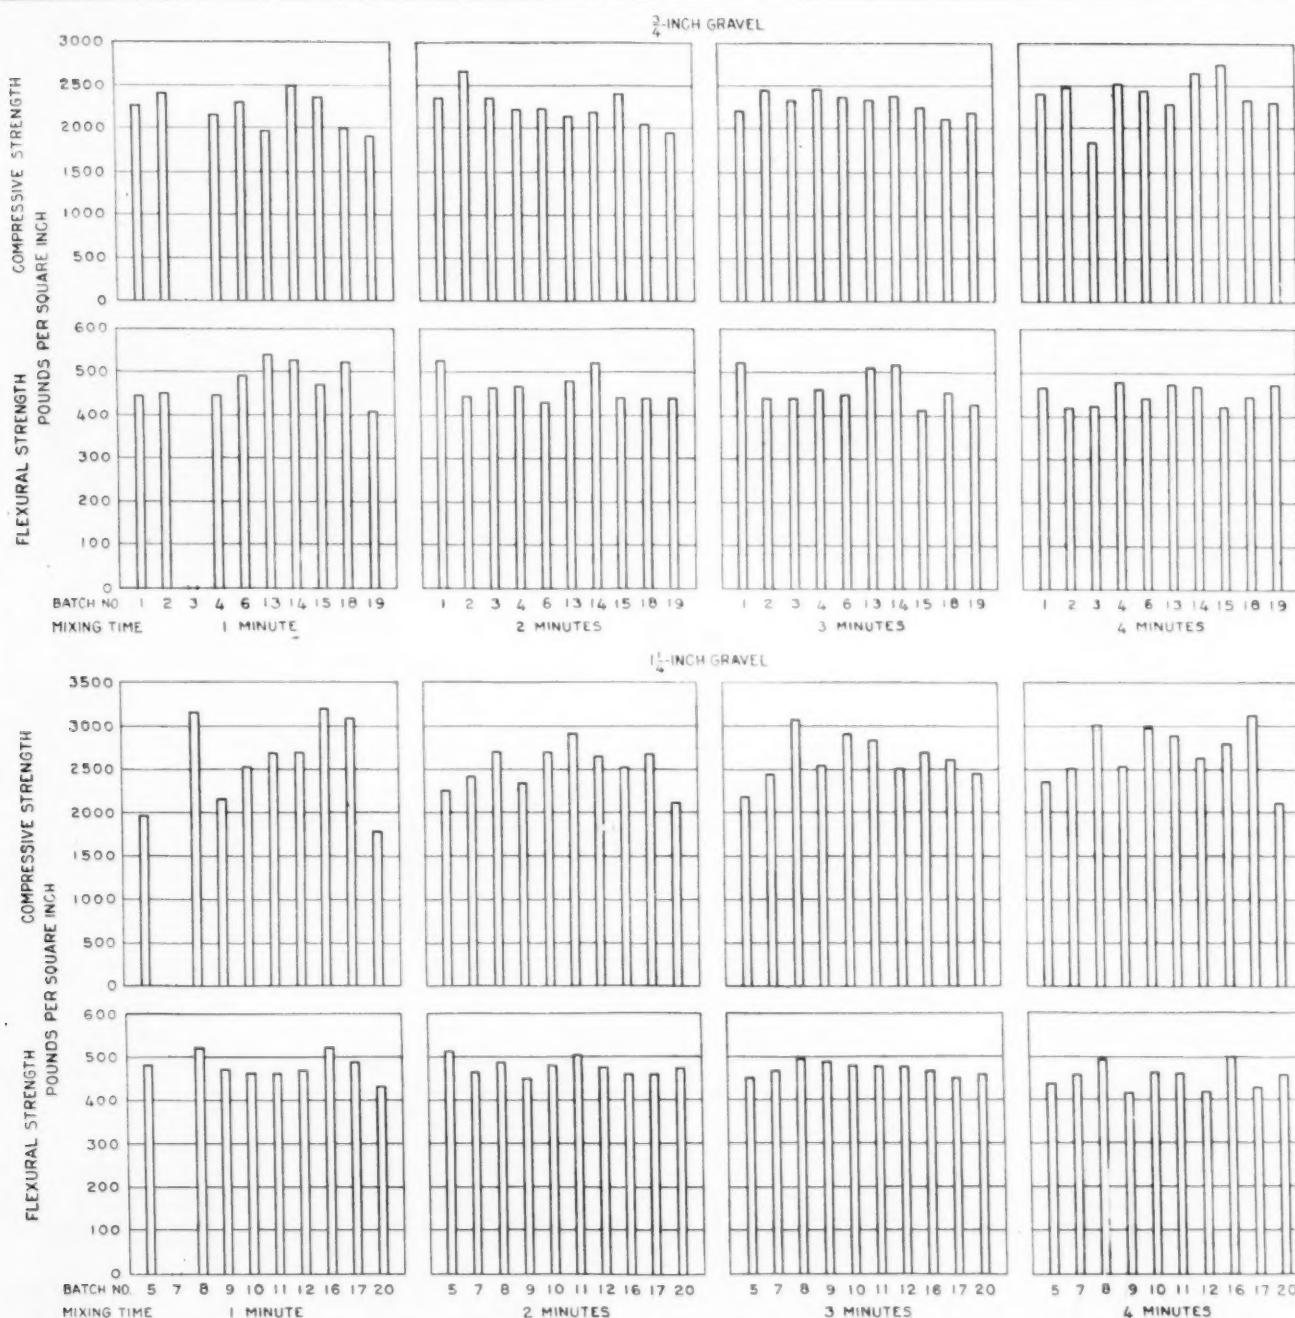 3/4-INCH GRAVEL
COMPRESSIVE STRENGTH
FLEXURAL STRENGTH
POUNDS PER SQUARE INCH
3000
2500
2000
1500
1000
500
0
600
500
400
300
200
100
0
BATCH NO. 1 2 3 4 6 13 14 15 18 19 1 2 3 4 6 13 14 15 18 19 1 2 3 4 6 13 14 15 18 19 1 2 3 4 6 13 14 15 18 19
MIXING TIME 1 MINUTE 2 MINUTES 3 MINUTES 4 MINUTES
1 1/4-INCH GRAVEL
COMPRESSIVE STRENGTH
FLEXURAL STRENGTH
POUNDS PER SQUARE INCH
3500
3000
2500
2000
1500
1000
500
0
600
500
400
300
200
100
0
BATCH NO. 5 7 8 9 10 11 12 16 17 20 5 7 8 9 10 11 12 16 17 20 5 7 8 9 10 11 12 16 17 20 5 7 8 9 10 11 12 16 17 20
MIXING TIME 1 MINUTE 2 MINUTES 3 MINUTES 4 MINUTES